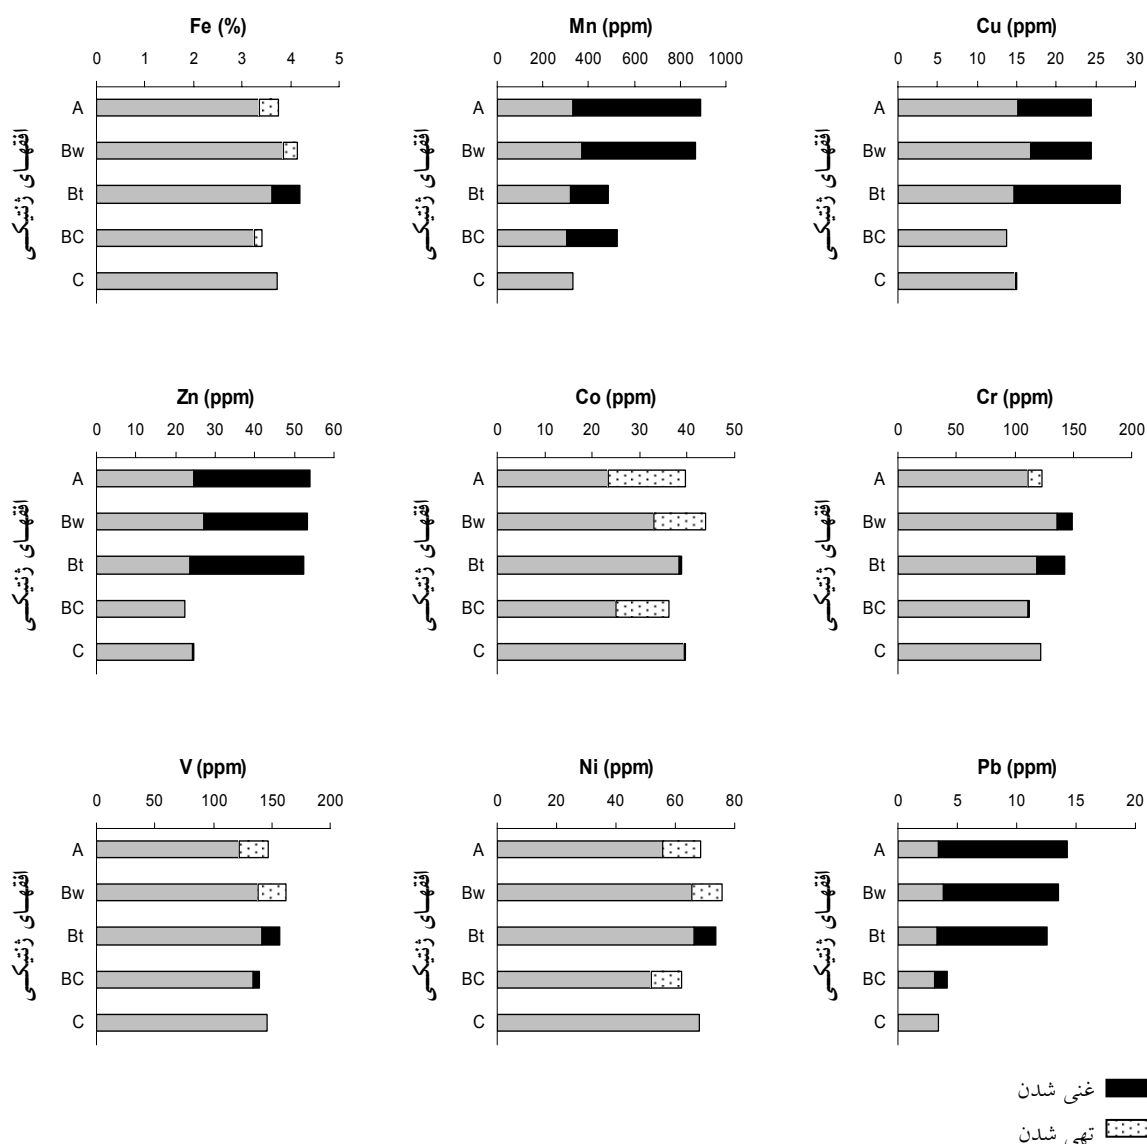 Fe (%)
0 1 2 3 4 5
A
Bw
Bt
BC
C
افقهای ژنتیکی
Mn (ppm)
0 200 400 600 800 1000
A
Bw
Bt
BC
C
افقهای ژنتیکی
Cu (ppm)
0 5 10 15 20 25 30
A
Bw
Bt
BC
C
افقهای ژنتیکی
Zn (ppm)
0 10 20 30 40 50 60
A
Bw
Bt
BC
C
افقهای ژنتیکی
Co (ppm)
0 10 20 30 40 50
A
Bw
Bt
BC
C
افقهای ژنتیکی
Cr (ppm)
0 50 100 150 200
A
Bw
Bt
BC
C
افقهای ژنتیکی
V (ppm)
0 50 100 150 200
A
Bw
Bt
BC
C
افقهای ژنتیکی
Ni (ppm)
0 20 40 60 80
A
Bw
Bt
BC
C
افقهای ژنتیکی
Pb (ppm)
0 5 10 15 20
A
Bw
Bt
BC
C
افقهای ژنتیکی
غنی شدن
تهی شدن